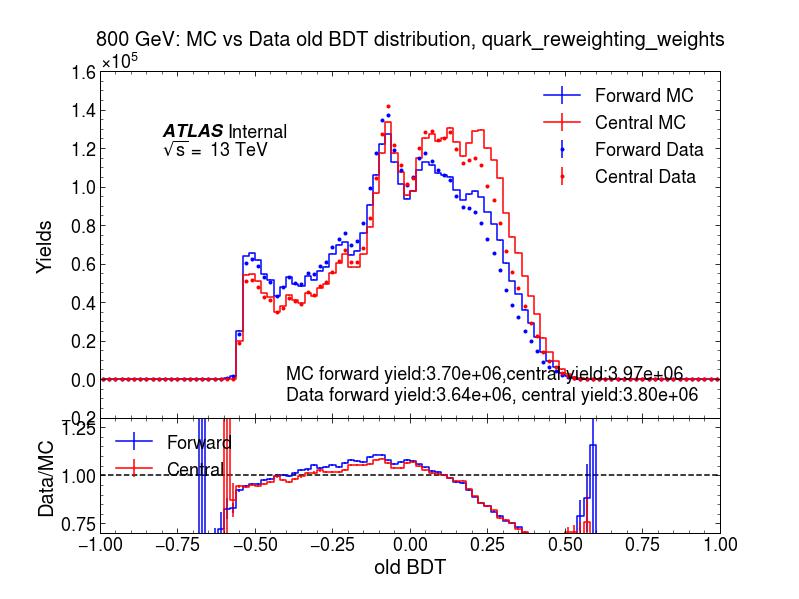 800 GeV: MC vs Data old BDT distribution, quark_reweighting_weights
×10⁵
1.6
1.4
1.2
1.0
0.8
0.6
0.4
0.2
0.0
0.2
Yields
ATLAS Internal
√s = 13 TeV
Forward MC
Central MC
Forward Data
Central Data
MC forward yield:3.70e+06,central yield:3.97e+06
Data forward yield:3.64e+06, central yield:3.80e+06
1.25
1.00
0.75
Data/MC
Forward
Central
−1.00 −0.75 −0.50 −0.25 0.00 0.25 0.50 0.75 1.00
old BDT